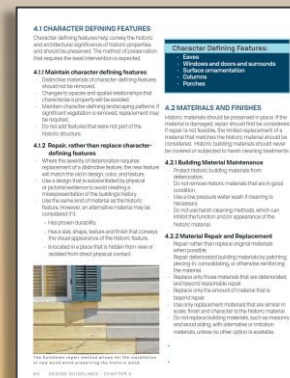 4.1 CHARACTER DEFINING FEATURES
Character defining features help convey the historic
and architectural significance of historic properties
and should be preserved. The method of preservation
that requires the least intervention is expected.
4.1.1 Maintain character defining features
Distinctive materials of character-defining features
should not be removed.
Changes to spaces and spatial relationships that
characterize a property will be avoided.
Maintain character defining landscaping patterns. If
significant vegetation is removed, replacement may
be required.
Do not add features that were not part of the
historic structure.
4.1.2 Repair, rather than replace character-
defining features
Where the severity of deterioration requires
replacement of a distinctive feature, the new feature
will match the old in design, color, and texture.
Use a design that is substantiated by physical
or pictorial evidence to avoid creating a
misrepresentation of the building's history.
Use the same kind of material as the historic
feature. However, an alternative material may be
considered if it:
- Has proven durability
- Has a size, shape, texture and finish that conveys
the visual appearance of the historic feature.
- Is located in a place that is hidden from view or
isolated from direct physical contact.
The Dutchman repair method allows for the installation
of new wood while preserving the historic wood
DESIGN GUIDELINES - CHAPTER 4
Character Defining Features:
- Eaves
- Windows and doors and surrounds
- Surface ornamentation
- Columns
- Porches
4.2 MATERIALS AND FINISHES
Historic materials should be preserved in place. If the
material is damaged, repair should first be considered.
If repair is not feasible, the limited replacement of a
material that matches the historic material should be
considered. Historic building materials should never
be covered or subjected to harsh cleaning treatments.
4.2.1 Building Material Maintenance
- Protect historic building materials from
deterioration.
- Do not remove historic materials that are in good
condition.
- Use a low pressure water wash if cleaning is
necessary.
- Do not use harsh cleaning methods, which can
inhibit the function and/or appearance of the
historic material.
4.2.2 Material Repair and Replacement
- Repair rather than replace original materials
when possible.
- Repair deteriorated building materials by patching,
piecing in, consolidating, or otherwise reinforcing
the material.
- Replace only those materials that are deteriorated,
and beyond reasonable repair.
- Replace only the amount of material that is
beyond repair.
- Use only replacement materials that are similar in
scale, finish and character to the historic material.
- Do not replace building materials, such as masonry
and wood siding, with alternative or imitation
materials, unless no other option is available.